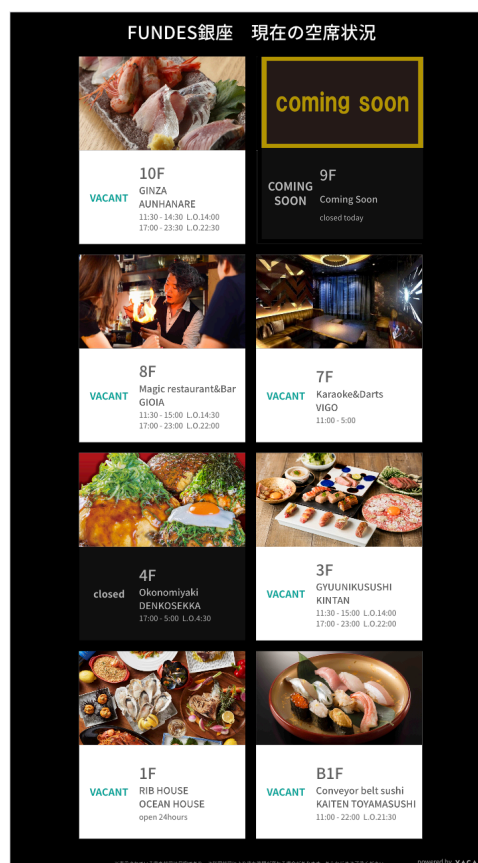 FUNDES銀座 現在の空席状況
coming soon
VACANT
10F
GINZA
AUNHANARE
11:30 - 14:30 L.O.14:00
17:00 - 23:30 L.O.22:30
COMING
SOON
9F
Coming Soon
closed today
VACANT
8F
Magic restaurant&Bar
GIOIA
11:30 - 15:00 L.O.14:30
17:00 - 23:00 L.O.22:00
VACANT
7F
Karaoke&Darts
VIGO
11:00 - 5:00
closed
4F
Okonomiyaki
DENKOSEKKA
17:00 - 5:00 L.O.4:30
VACANT
3F
GYUUNIKUSUSHI
KINTAN
11:30 - 15:00 L.O.14:00
17:00 - 23:00 L.O.22:00
VACANT
1F
RIB HOUSE
OCEAN HOUSE
open 24hours
VACANT
B1F
Conveyor belt sushi
KAITEN TOYAMASUSHI
11:00 - 22:00 L.O.21:30
powered by